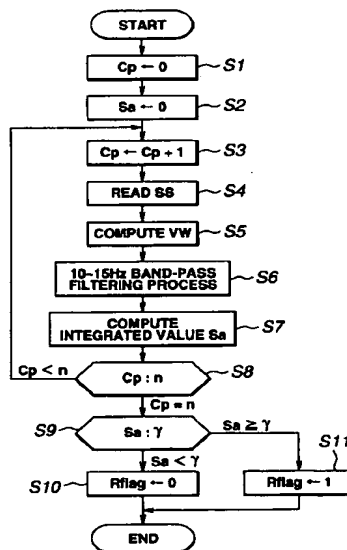 START
Cp ← 0
S1
Sa ← 0
S2
Cp ← Cp + 1
S3
READ SS
S4
COMPUTE VW
S5
10~15Hz BAND-PASS
FILTERING PROCESS
S6
COMPUTE
INTEGRATED VALUE Sa
S7
Cp < n
Cp : n
S8
Cp = n
S9
Sa : γ
Sa ≥ γ
Sa < γ
S10
Rflag ← 0
S11
Rflag ← 1
END